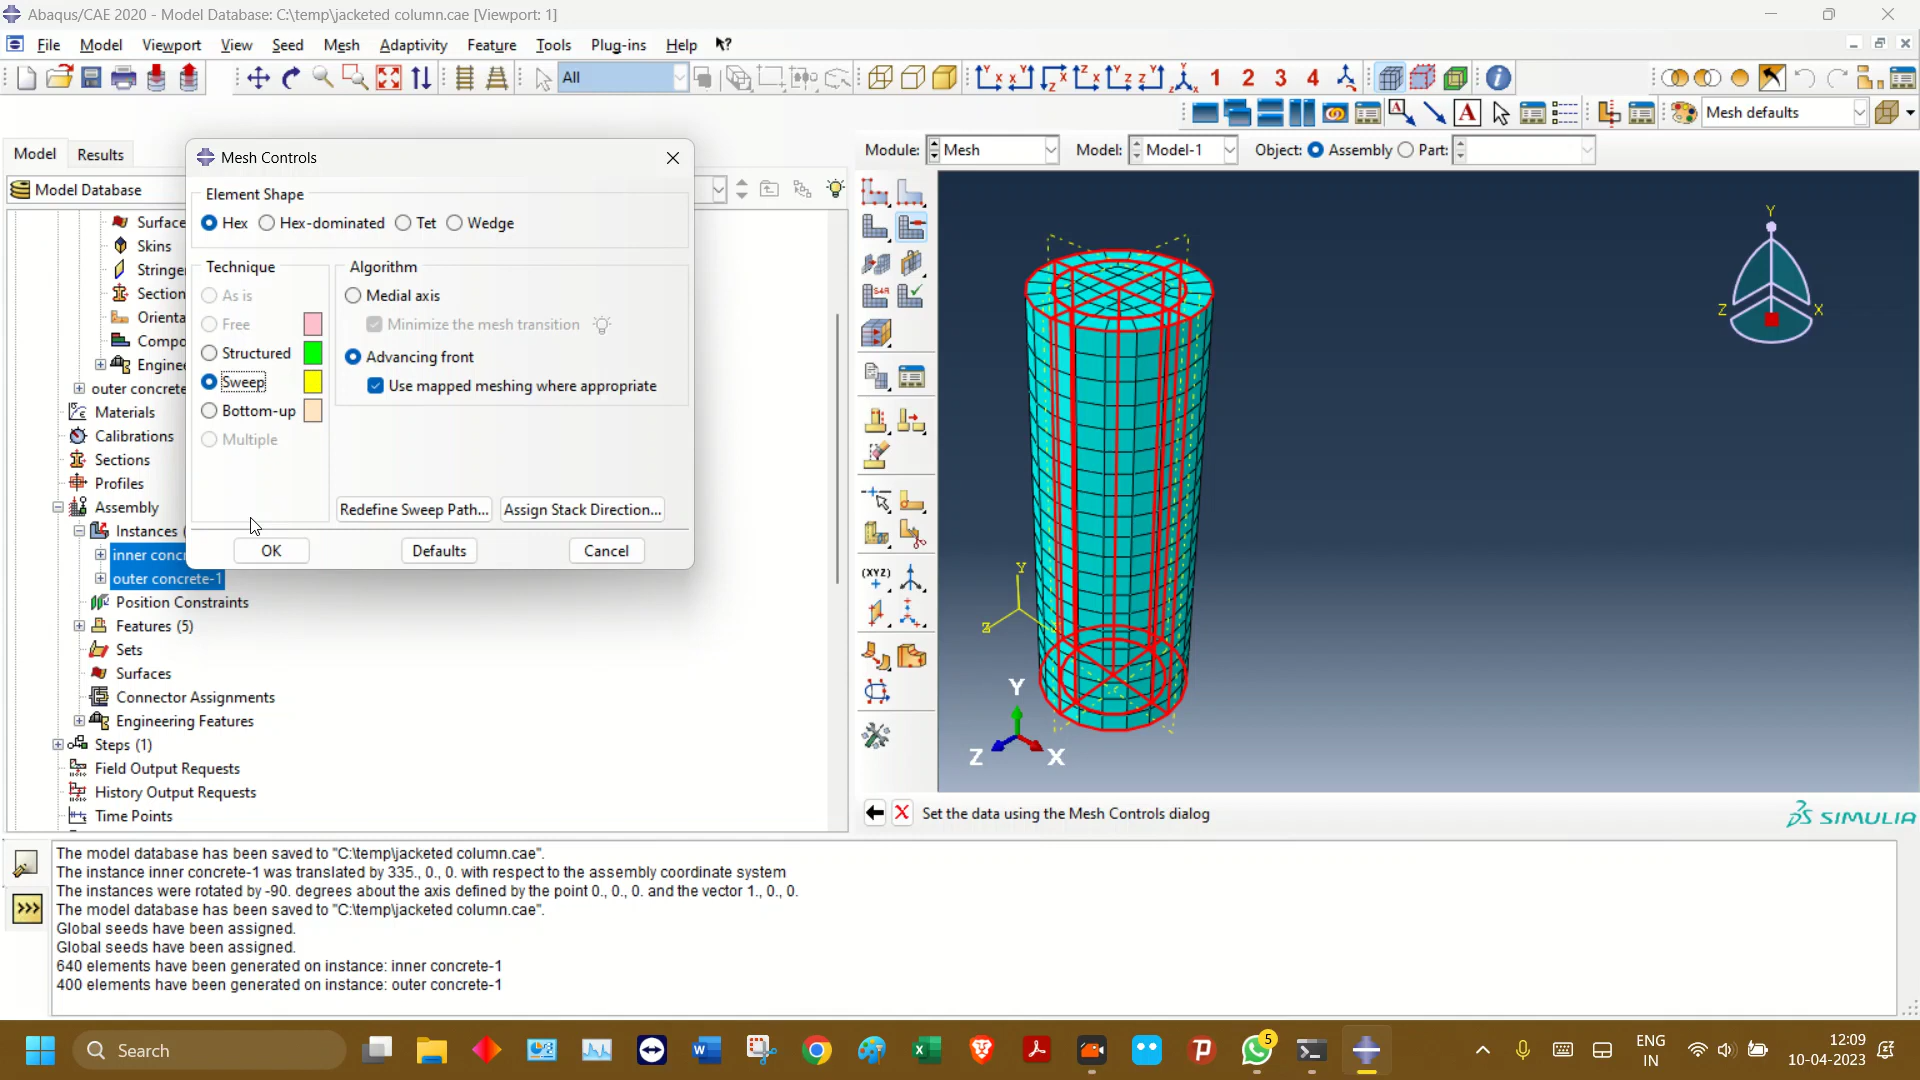 Abaqus/CAE 2020 - Model Database: C:\temp\jacketed column.cae [Viewport: 1]
File Model Viewport View Seed Mesh Adaptivity Feature Tools Plug-ins Help
All
1 2 3 4
Mesh defaults
Model Results
Module: Mesh Model: Model-1 Object: Assembly Part:
Model Database
Mesh Controls
Element Shape
Hex Hex-dominated Tet Wedge
Technique
As is
Free
Structured
Sweep
Bottom-up
Multiple
Algorithm
Medial axis
Minimize the mesh transition
Advancing front
Use mapped meshing where appropriate
Redefine Sweep Path... Assign Stack Direction...
OK Defaults Cancel
Surface
Skins
Stringe
Section
Orienta
Compo
Engine
outer concrete
Materials
Calibrations
Sections
Profiles
Assembly
Instances (
inner conc
outer concrete-1
Position Constraints
Features (5)
Sets
Surfaces
Connector Assignments
Engineering Features
Steps (1)
Field Output Requests
History Output Requests
Time Points
S4R
(XYZ)
Y
Z X
Y
Z
Y
Z X
Set the data using the Mesh Controls dialog
SIMULIA
The model database has been saved to "C:\temp\jacketed column.cae".
The instance inner concrete-1 was translated by 335., 0., 0. with respect to the assembly coordinate system
The instances were rotated by -90. degrees about the axis defined by the point 0., 0., 0. and the vector 1., 0., 0.
The model database has been saved to "C:\temp\jacketed column.cae".
Global seeds have been assigned.
Global seeds have been assigned.
640 elements have been generated on instance: inner concrete-1
400 elements have been generated on instance: outer concrete-1
>>>
Search
5
ENG
IN
12:09
10-04-2023